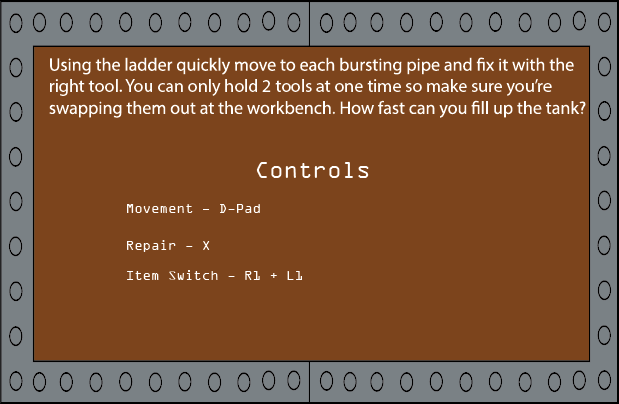 Using the ladder quickly move to each bursting pipe and fix it with the
right tool. You can only hold 2 tools at one time so make sure you're
swapping them out at the workbench. How fast can you fill up the tank?
Controls
Movement - D-Pad
Repair - X
Item Switch - R1 + L1